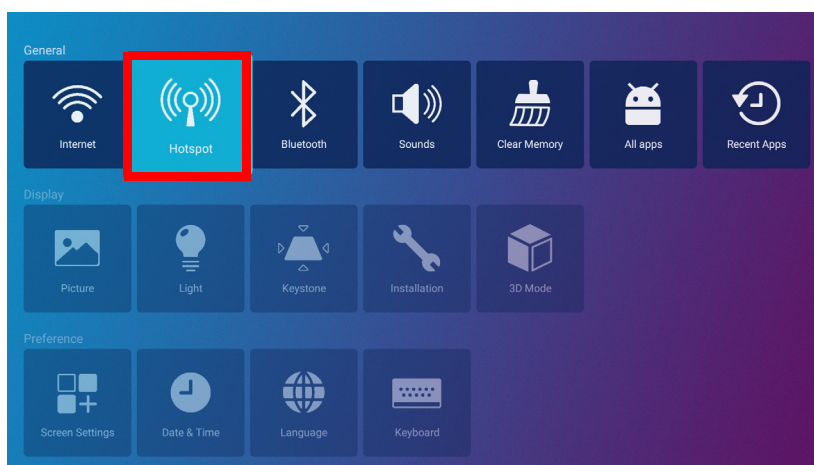 General
Internet
Hotspot
Bluetooth
Sounds
Clear Memory
All apps
Recent Apps
Display
Picture
Light
Keystone
Installation
3D Mode
Preference
Screen Settings
Date & Time
Language
Keyboard